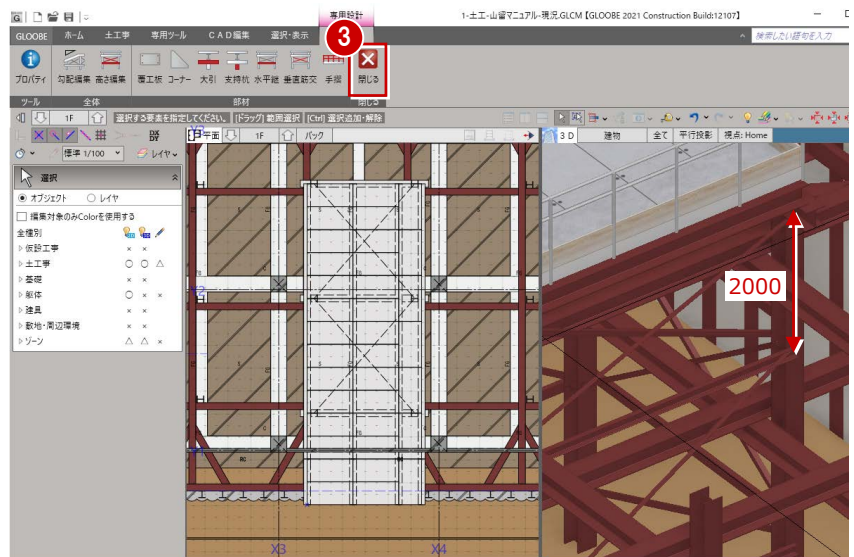 専用設計
1-土工-山留マニュアル-現況.GLCM【GLOOBE 2021 Construction Build:12107】
GLOOBE ホーム 土工事 専用ツール CAD編集 選択・表示
検索したい語句を入力
3
プロパティ 勾配編集 高さ編集 覆工板 コーナー 大引 支持杭 水平継 垂直筋交 手摺 閉じる
ツール 全体 部材 閉じる
1F 選択する要素を指定してください。[ドラッグ]範囲選択 [Ctrl]選択追加・解除
平面 1F バック
3D 建物 全て 平行投影 視点: Home
標準 1/100 レイヤ
選択
オブジェクト レイヤ
編集対象のみColorを使用する
全種別
仮設工事 × ×
土工事 ○ ○ △
基礎 × ×
躯体 ○ × ×
建具 × ×
敷地・周辺環境 × ×
ゾーン △ △ ×
2000
X3 X4